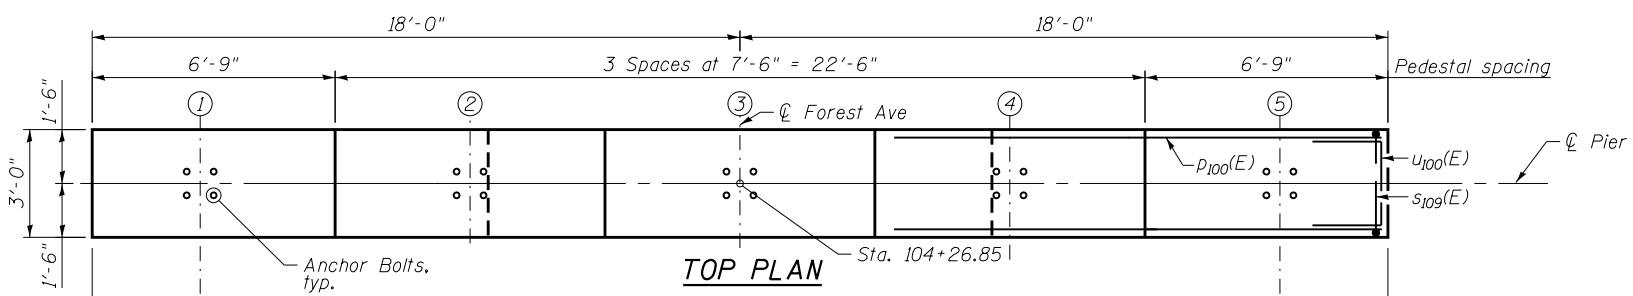 18'-0" 18'-0"
6'-9" 3 Spaces at 7'-6" = 22'-6" 6'-9" Pedestal spacing
1'-6"
1 2 3 4 5
℄ Forest Ave
℄ Pier
3'-0"
p100(E)
u100(E)
s109(E)
1'-6"
Anchor Bolts,
typ.
Sta. 104+26.85
TOP PLAN